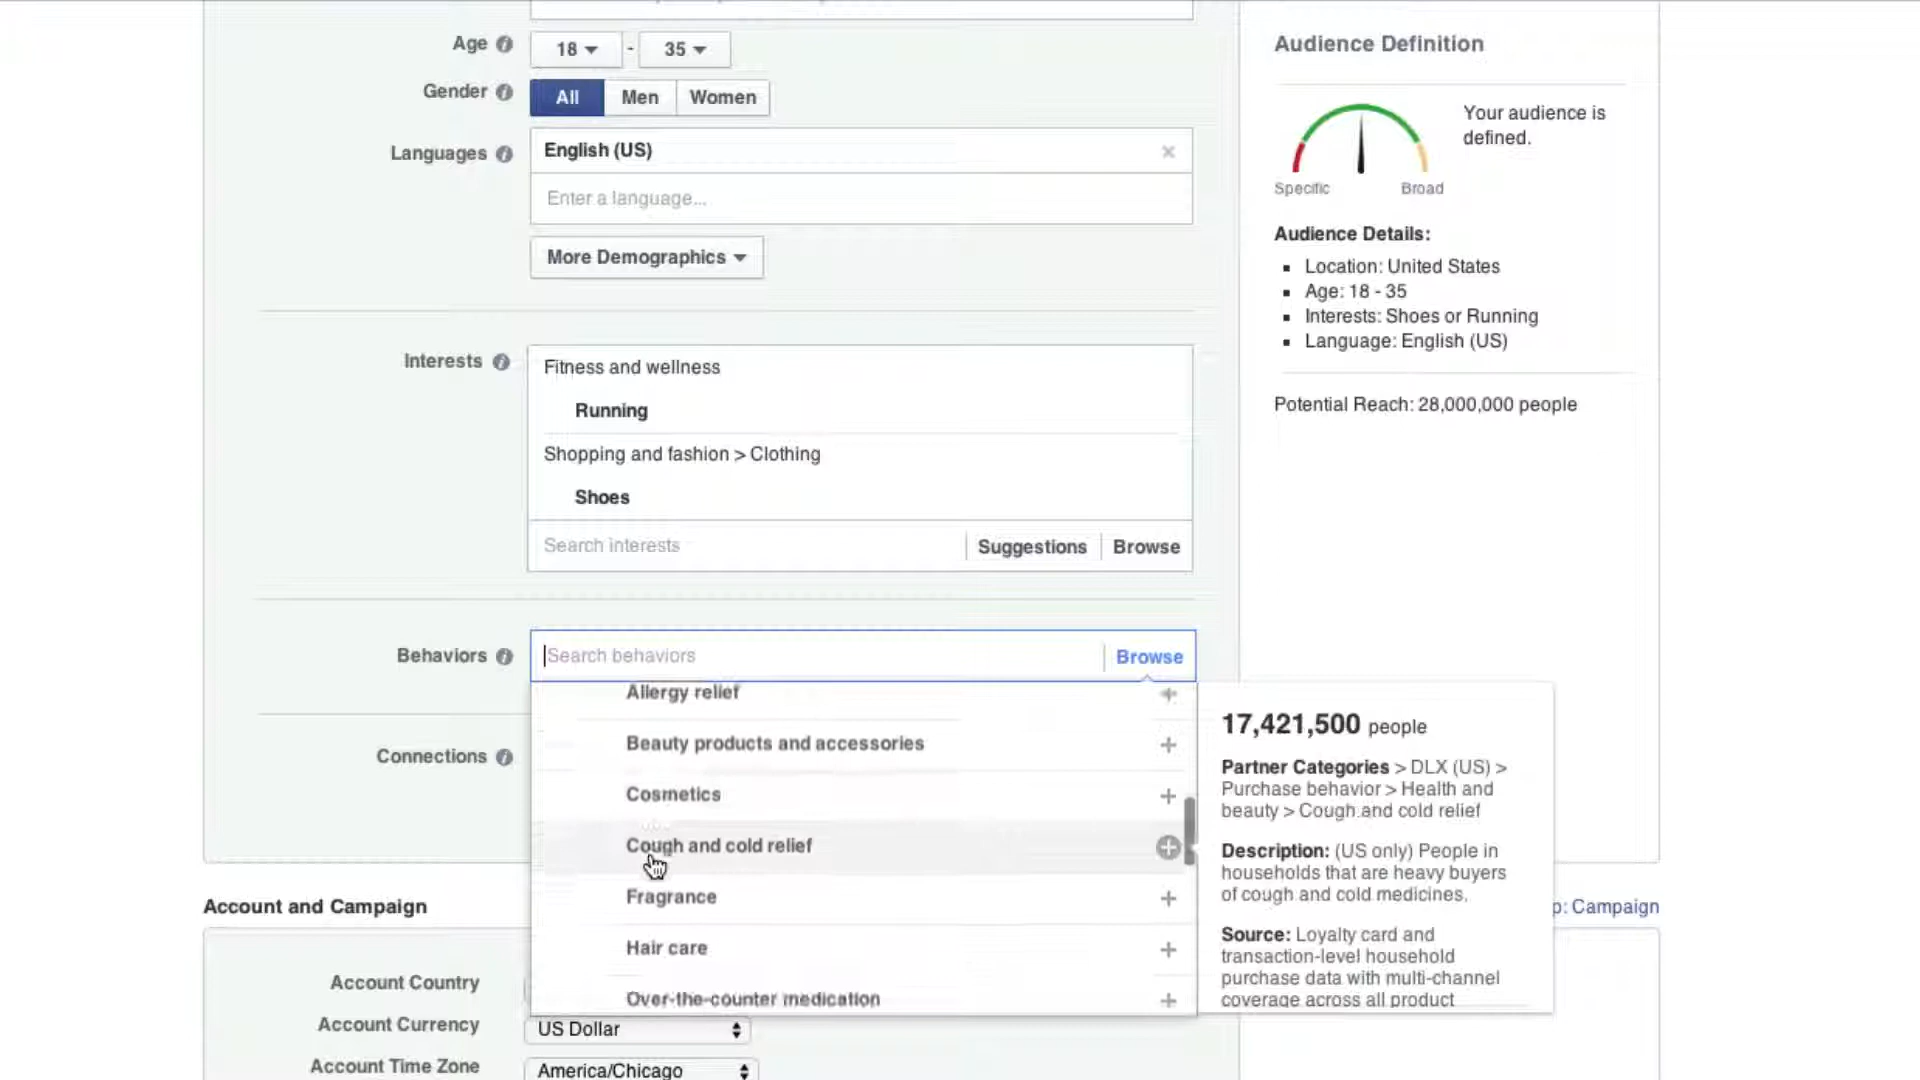 Age
18
-
35
Gender
All
Men
Women
Languages
English (US)
Enter a language...
More Demographics
Interests
Fitness and wellness
Running
Shopping and fashion > Clothing
Shoes
Search interests
Suggestions
Browse
Behaviors
Search behaviors
Browse
Allergy relief
Beauty products and accessories
Cosmetics
Cough and cold relief
Fragrance
Hair care
Over-the-counter medication
Connections
17,421,500 people
Partner Categories > DLX (US) >
Purchase behavior > Health and
beauty > Cough and cold relief
Description: (US only) People in
households that are heavy buyers
of cough and cold medicines.
Source: Loyalty card and
transaction-level household
purchase data with multi-channel
coverage across all product
Audience Definition
Your audience is
defined.
Specific
Broad
Audience Details:
Location: United States
Age: 18 - 35
Interests: Shoes or Running
Language: English (US)
Potential Reach: 28,000,000 people
Account and Campaign
p: Campaign
Account Country
Account Currency
US Dollar
Account Time Zone
America/Chicago